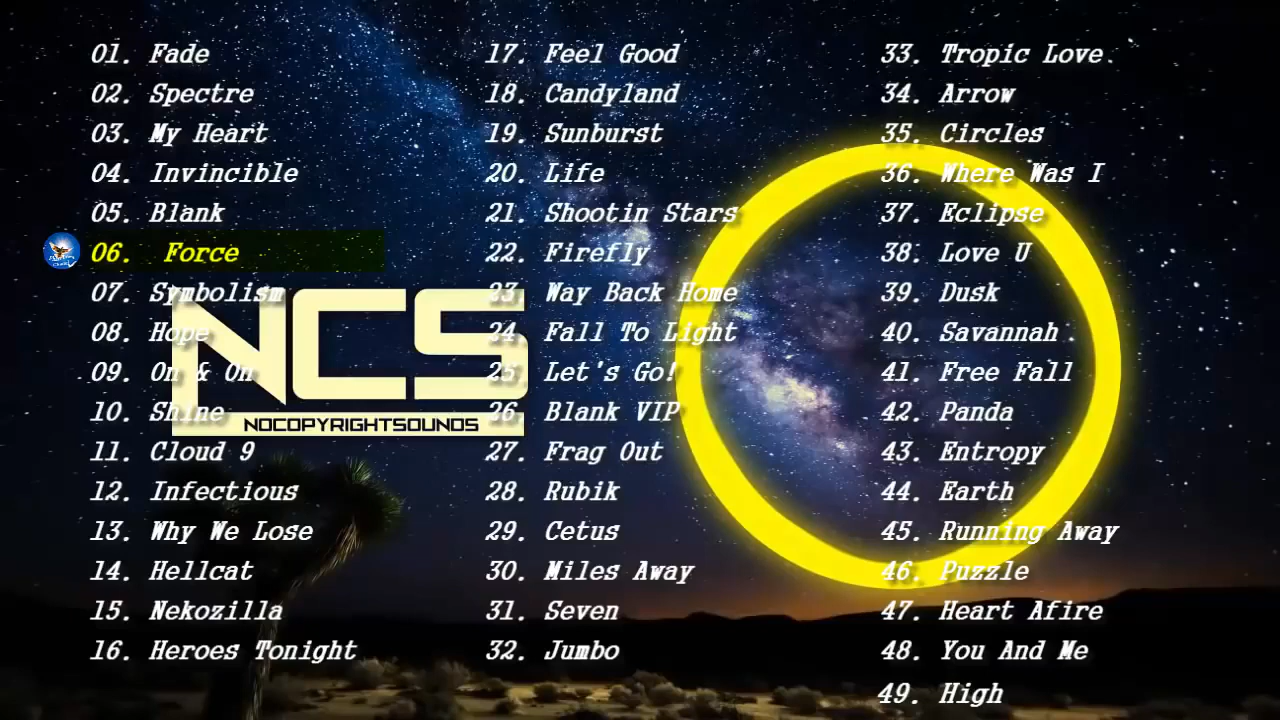 01. Fade
02. Spectre
03. My Heart
04. Invincible
05. Blank
06. Force
07. Symbolism
08. Hope
09. On & On
10. Shine
11. Cloud 9
12. Infectious
13. Why We Lose
14. Hellcat
15. Nekozilla
16. Heroes Tonight
NCS
NOCOPYRIGHTSOUNDS
17. Feel Good
18. Candyland
19. Sunburst
20. Life
21. Shootin Stars
22. Firefly
23. Way Back Home
24. Fall To Light
25. Let's Go!
26. Blank VIP
27. Frag Out
28. Rubik
29. Cetus
30. Miles Away
31. Seven
32. Jumbo
33. Tropic Love.
34. Arrow
35. Circles
36. Where Was I
37. Eclipse
38. Love U
39. Dusk
40. Savannah.
41. Free Fall
42. Panda
43. Entropy
44. Earth
45. Running Away
46. Puzzle
47. Heart Afire
48. You And Me
49. High